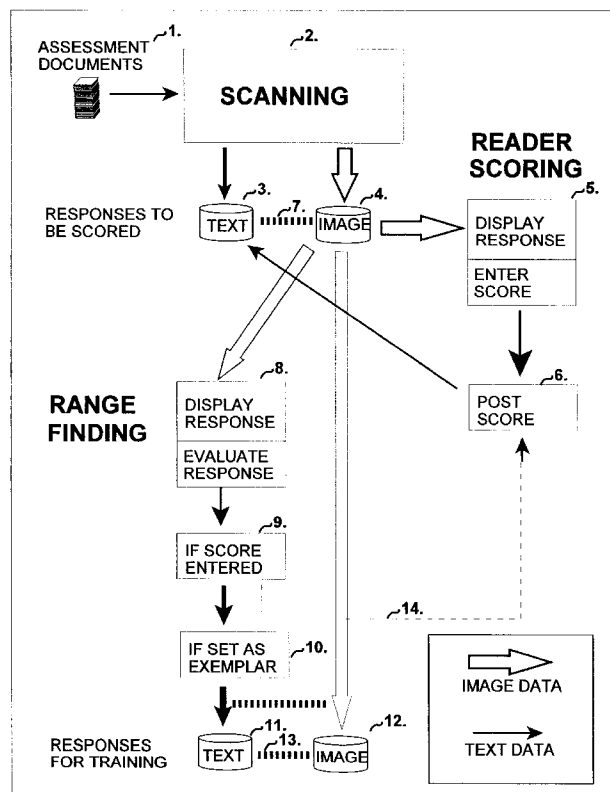 1.
ASSESSMENT
DOCUMENTS
2.
SCANNING
READER
SCORING
3.
4.
5.
7.
RESPONSES TO
BE SCORED
TEXT
IMAGE
DISPLAY
RESPONSE
ENTER
SCORE
8.
6.
RANGE
FINDING
DISPLAY
RESPONSE
POST
SCORE
EVALUATE
RESPONSE
9.
IF SCORE
ENTERED
14.
IF SET AS
EXEMPLAR
10.
IMAGE DATA
11.
12.
RESPONSES
FOR TRAINING
TEXT
13.
IMAGE
TEXT DATA